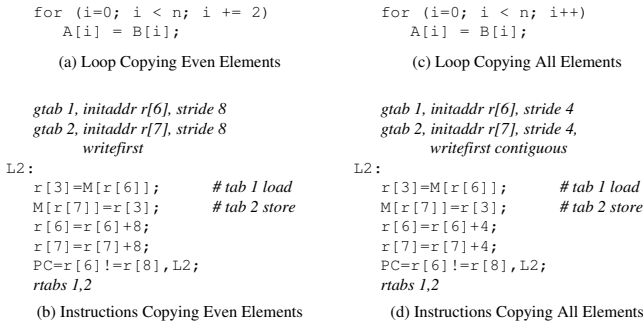 for (i=0; i < n; i += 2)
A[i] = B[i];
(a) Loop Copying Even Elements
gtab 1, initaddr r[6], stride 8
gtab 2, initaddr r[7], stride 8
writefirst
L2:
r[3]=M[r[6]]; # tab 1 load
M[r[7]]=r[3]; # tab 2 store
r[6]=r[6]+8;
r[7]=r[7]+8;
PC=r[6]!=r[8],L2;
rtabs 1,2
(b) Instructions Copying Even Elements
for (i=0; i < n; i++)
A[i] = B[i];
(c) Loop Copying All Elements
gtab 1, initaddr r[6], stride 4
gtab 2, initaddr r[7], stride 4,
writefirst contiguous
L2:
r[3]=M[r[6]]; # tab 1 load
M[r[7]]=r[3]; # tab 2 store
r[6]=r[6]+4;
r[7]=r[7]+4;
PC=r[6]!=r[8],L2;
rtabs 1,2
(d) Instructions Copying All Elements